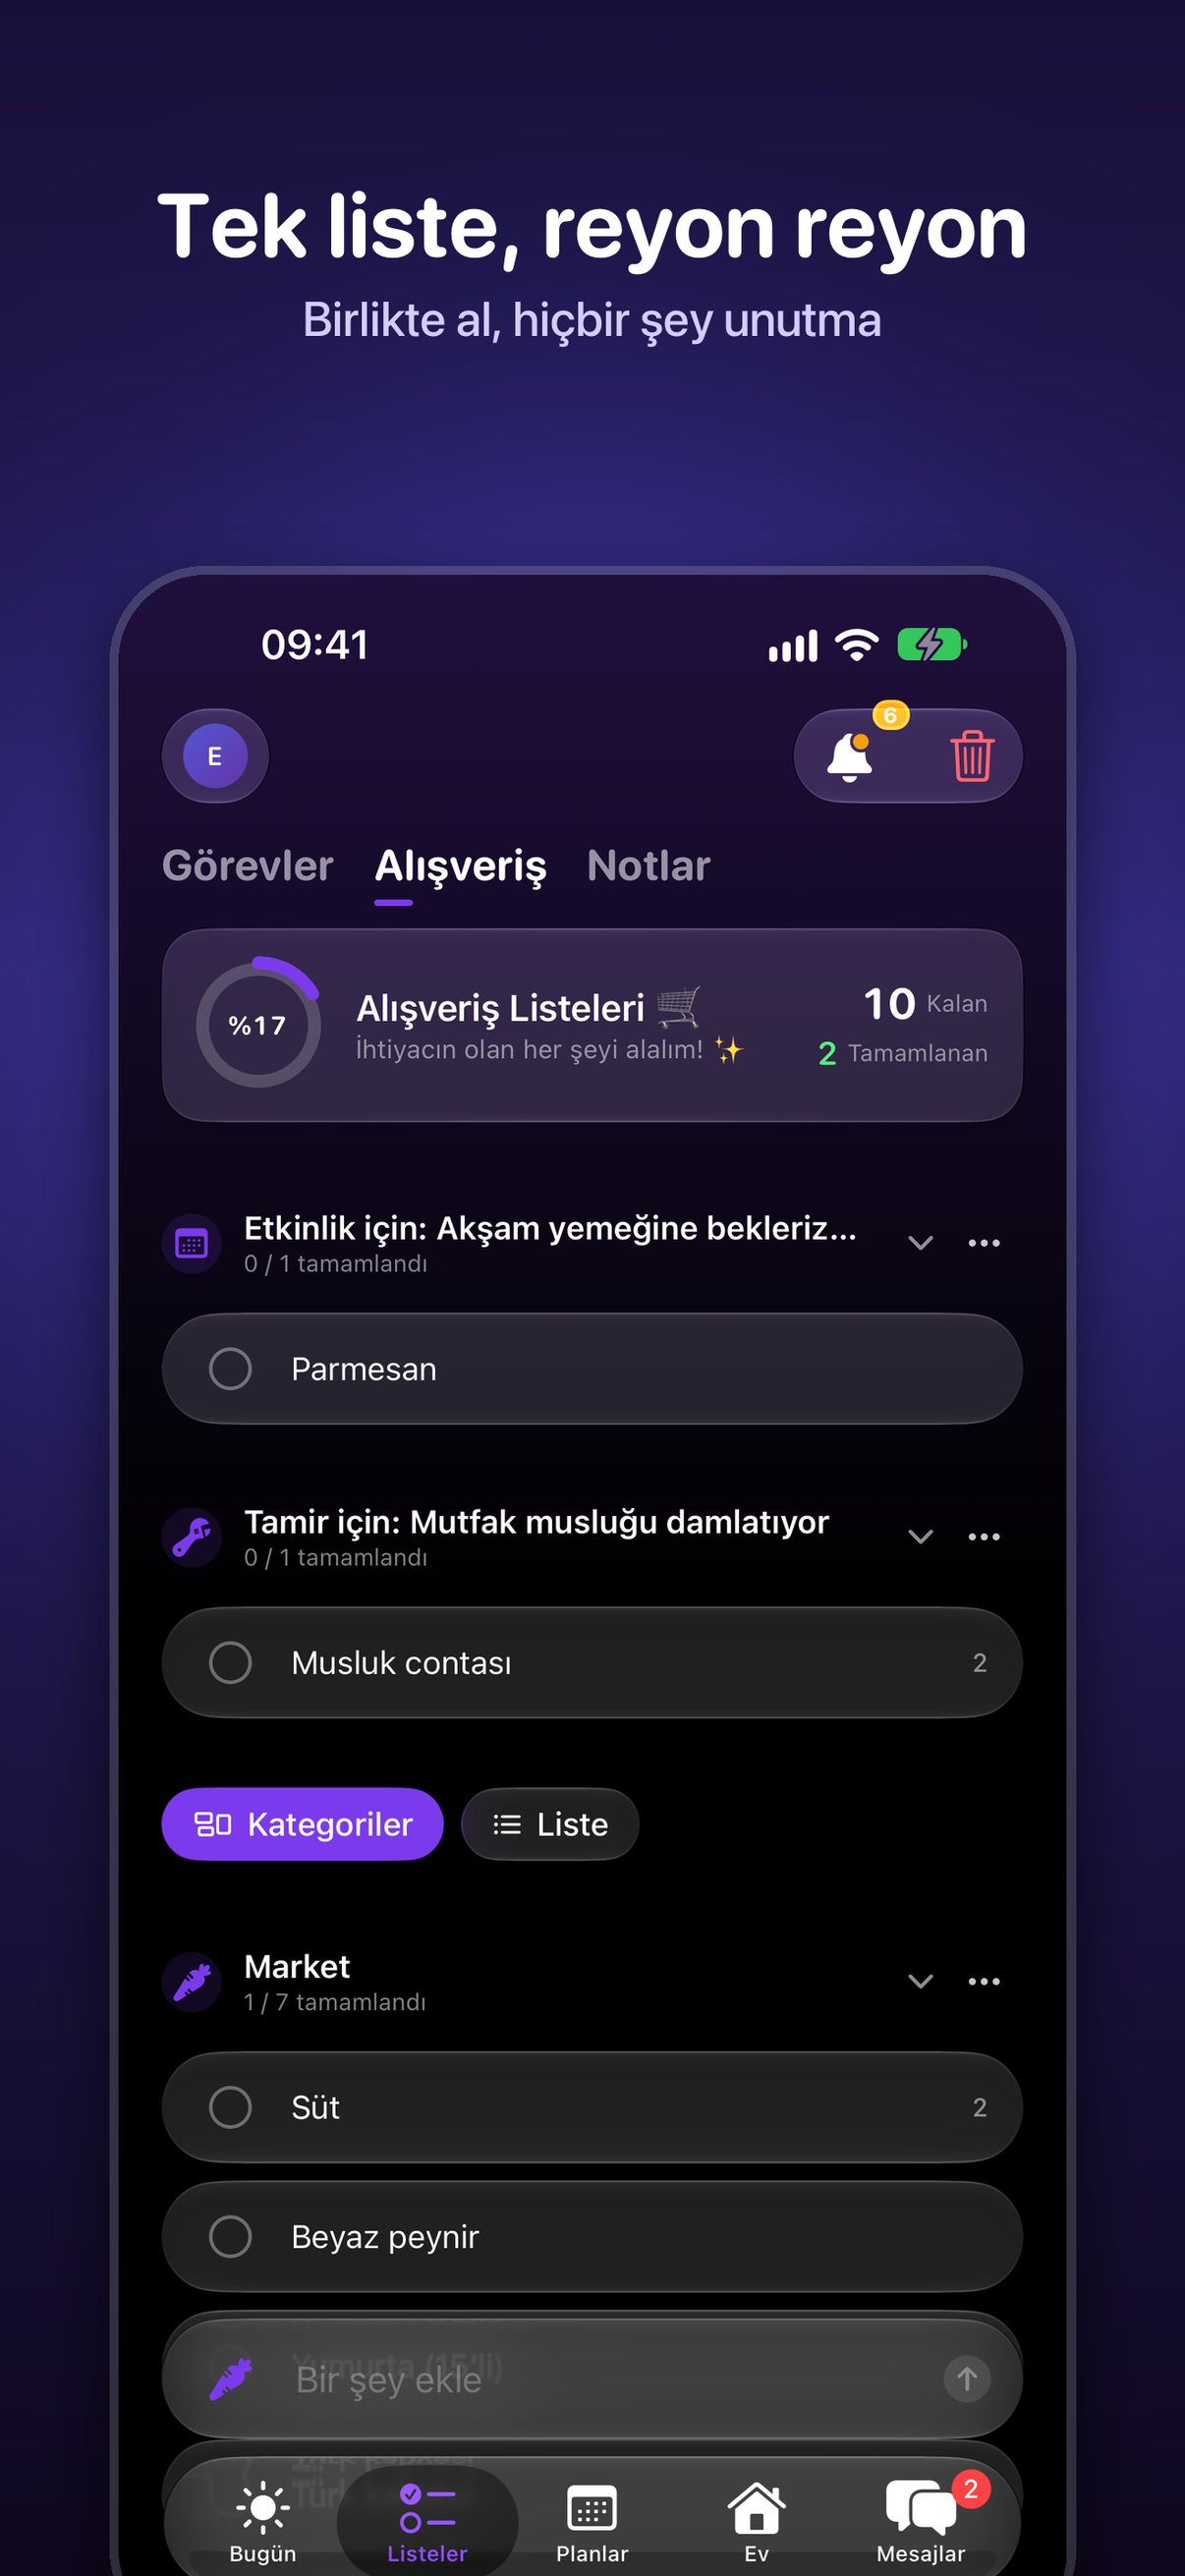 Tek liste, reyon reyon
Birlikte al, hiçbir şey unutma
09:41
E
6
Görevler Alışveriş Notlar
%17
Alışveriş Listeleri
İhtiyacın olan her şeyi alalım! ✨
10 Kalan
2 Tamamlanan
Etkinlik için: Akşam yemeğine bekleriz...
0 / 1 tamamlandı
Parmesan
Tamir için: Mutfak musluğu damlatıyor
0 / 1 tamamlandı
Musluk contası 2
Kategoriler Liste
Market
1 / 7 tamamlandı
Süt 2
Beyaz peynir
Yumurta (15'li)
Bir şey ekle
2
Bugün Listeler Planlar Ev Mesajlar